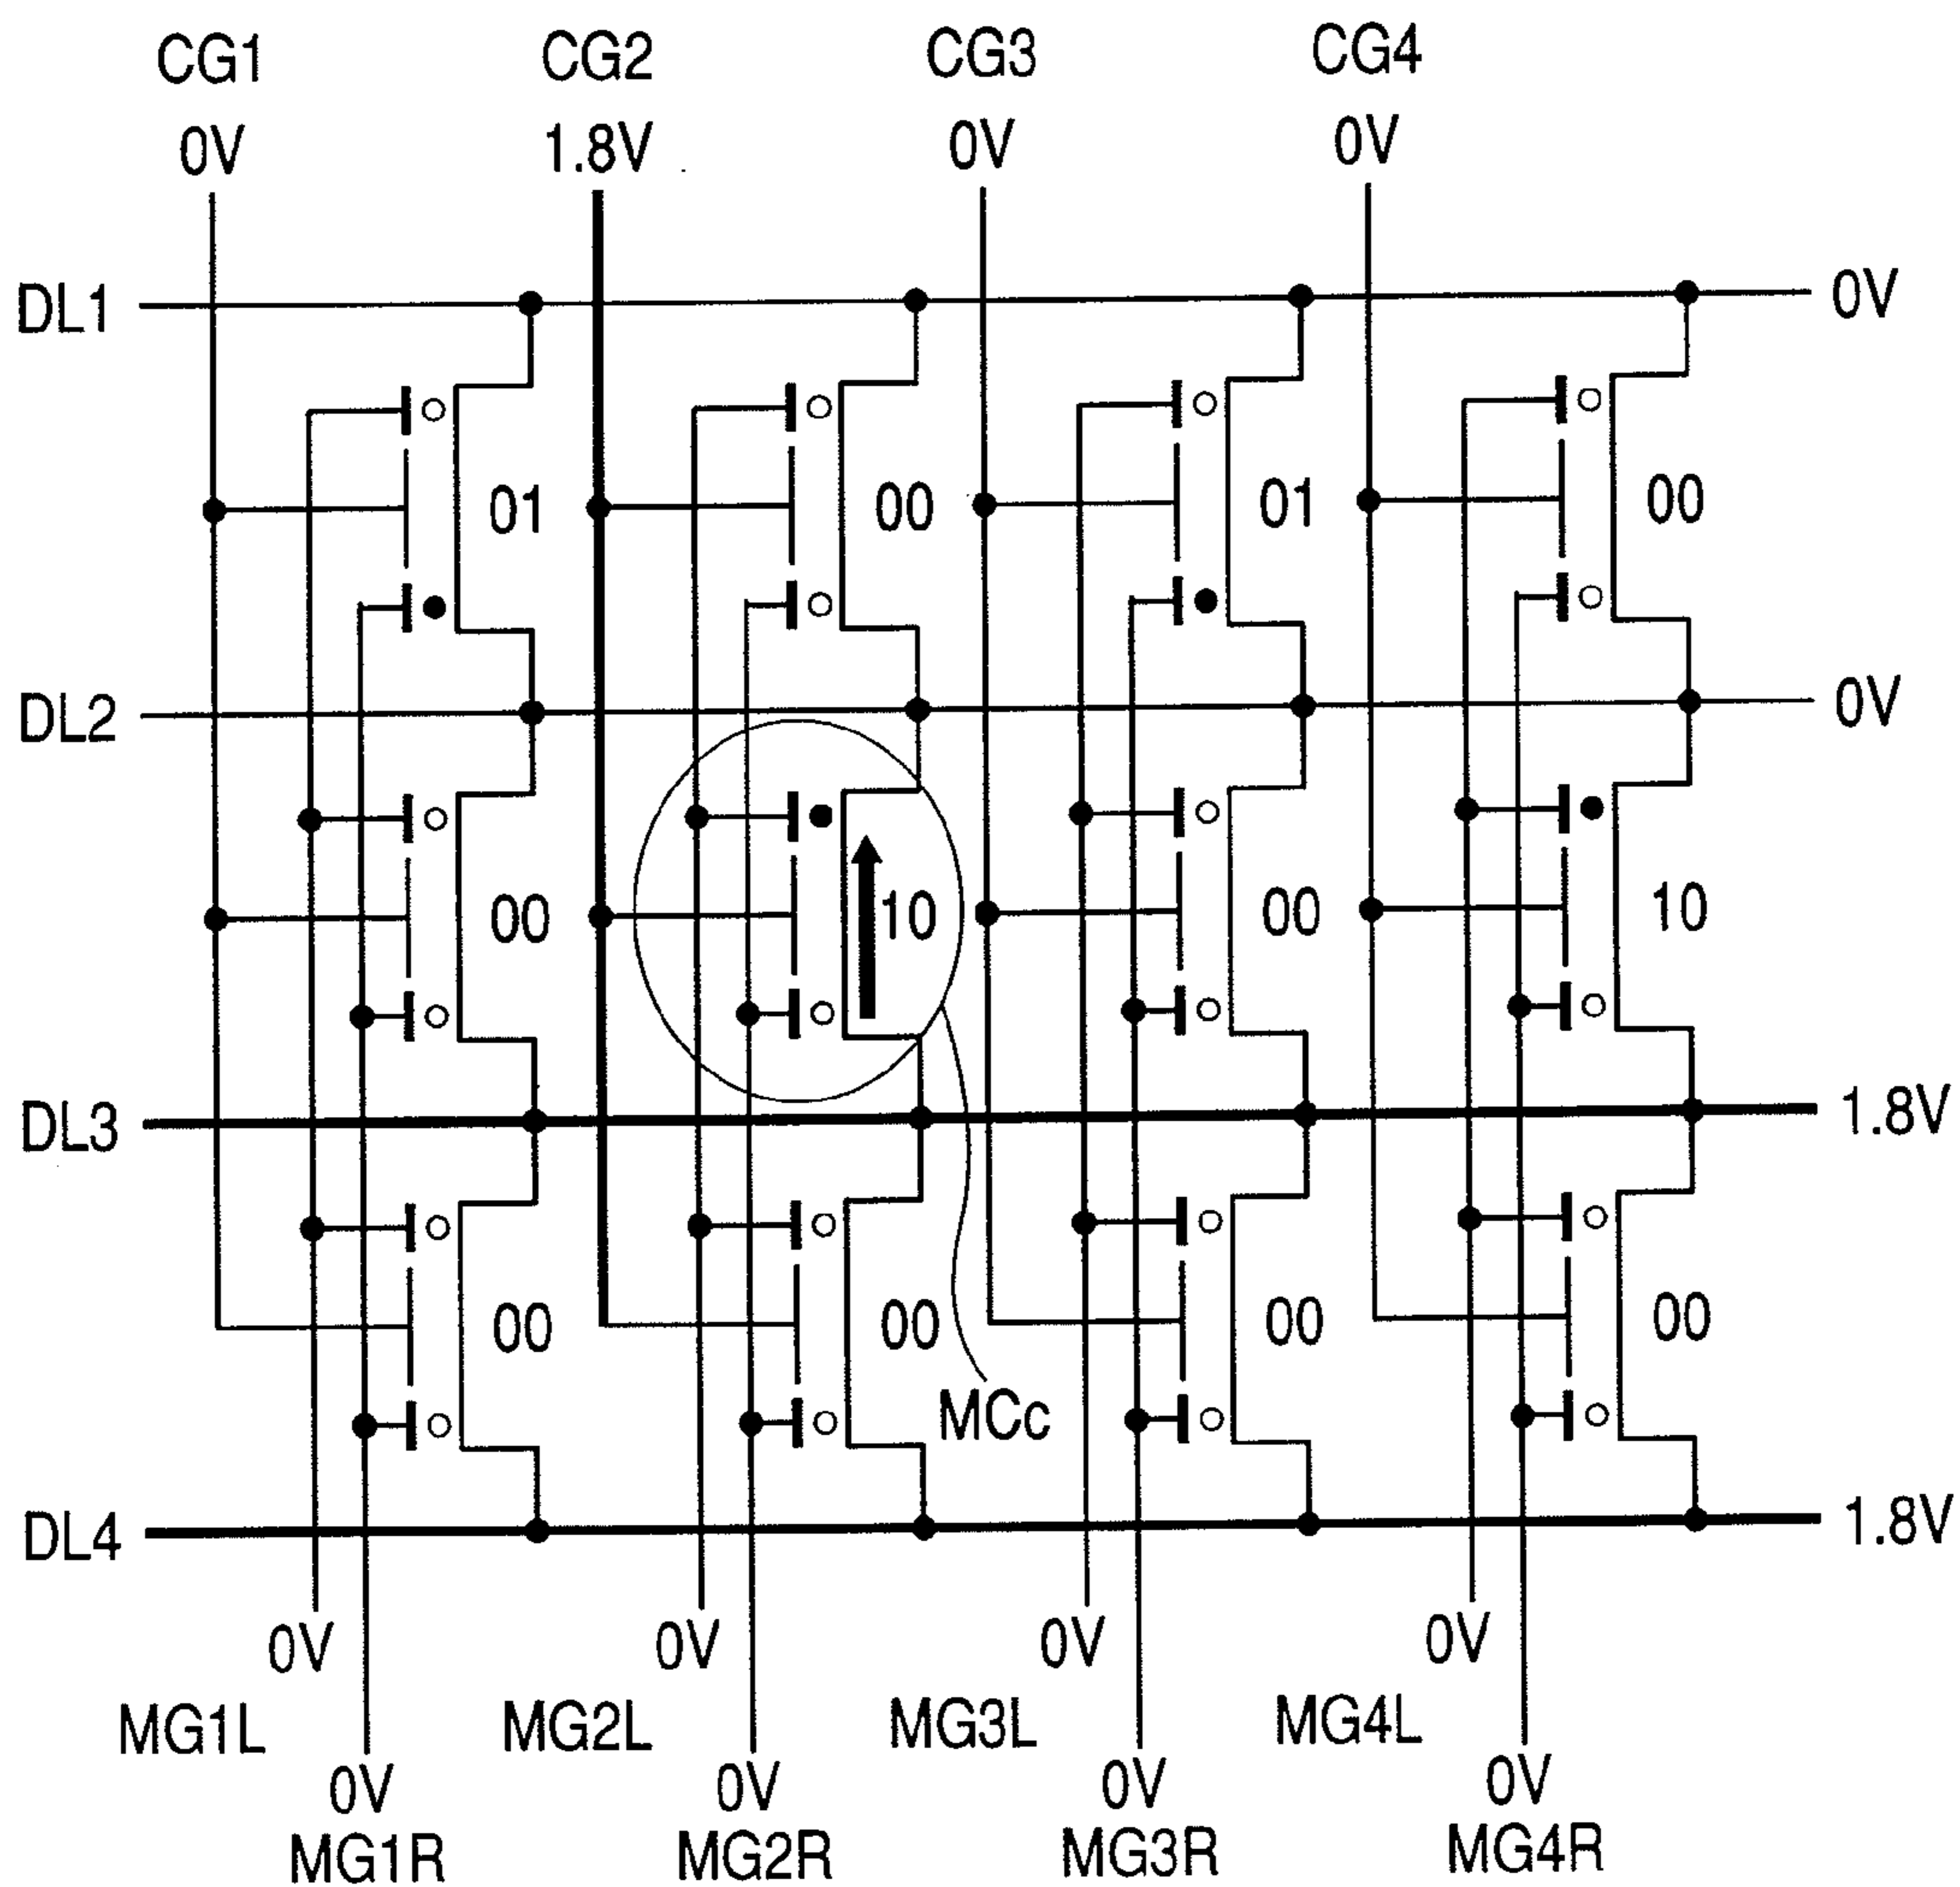 CG1 CG2 CG3 CG4
0V 1.8V 0V 0V
DL1 0V
01 00 01 00
DL2 0V
00 10 00 10
DL3 1.8V
00 00 00 00
MCc
DL4 1.8V
0V 0V 0V 0V
MG1L MG2L MG3L MG4L
0V 0V 0V 0V
MG1R MG2R MG3R MG4R